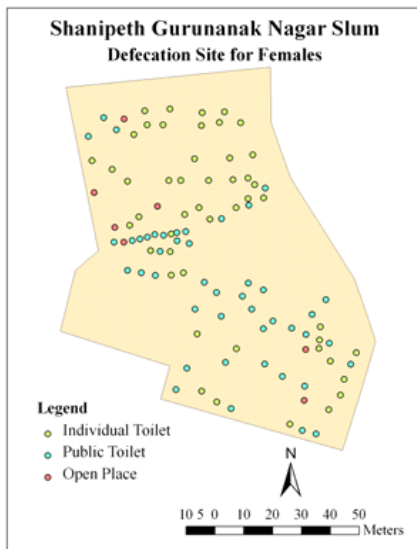 Shanipeth Gurunanak Nagar Slum
Defecation Site for Females
Legend
Individual Toilet
Public Toilet
Open Place
N
10 5 0 10 20 30 40 50
Meters